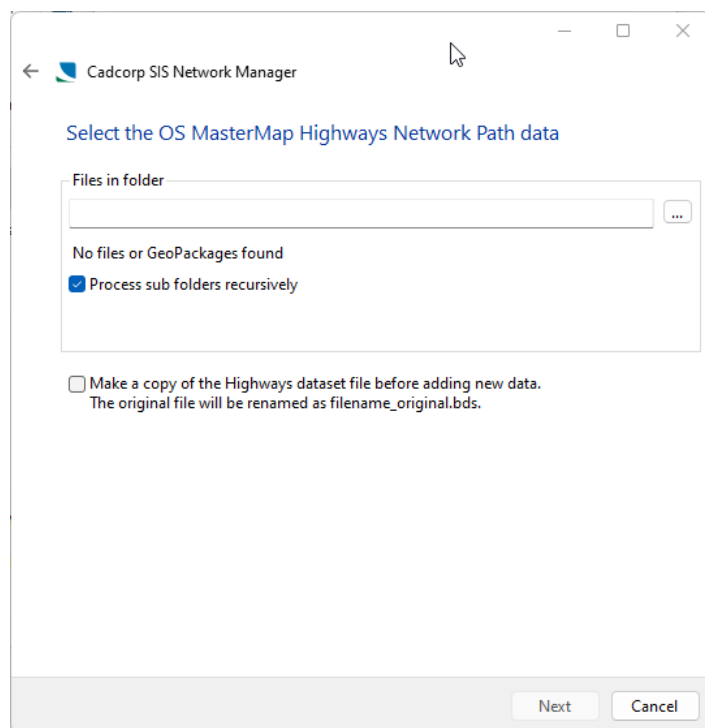 Cadcorp SIS Network Manager
Select the OS MasterMap Highways Network Path data
Files in folder
...
No files or GeoPackages found
Process sub folders recursively
Make a copy of the Highways dataset file before adding new data.
The original file will be renamed as filename_original.bds.
Next
Cancel